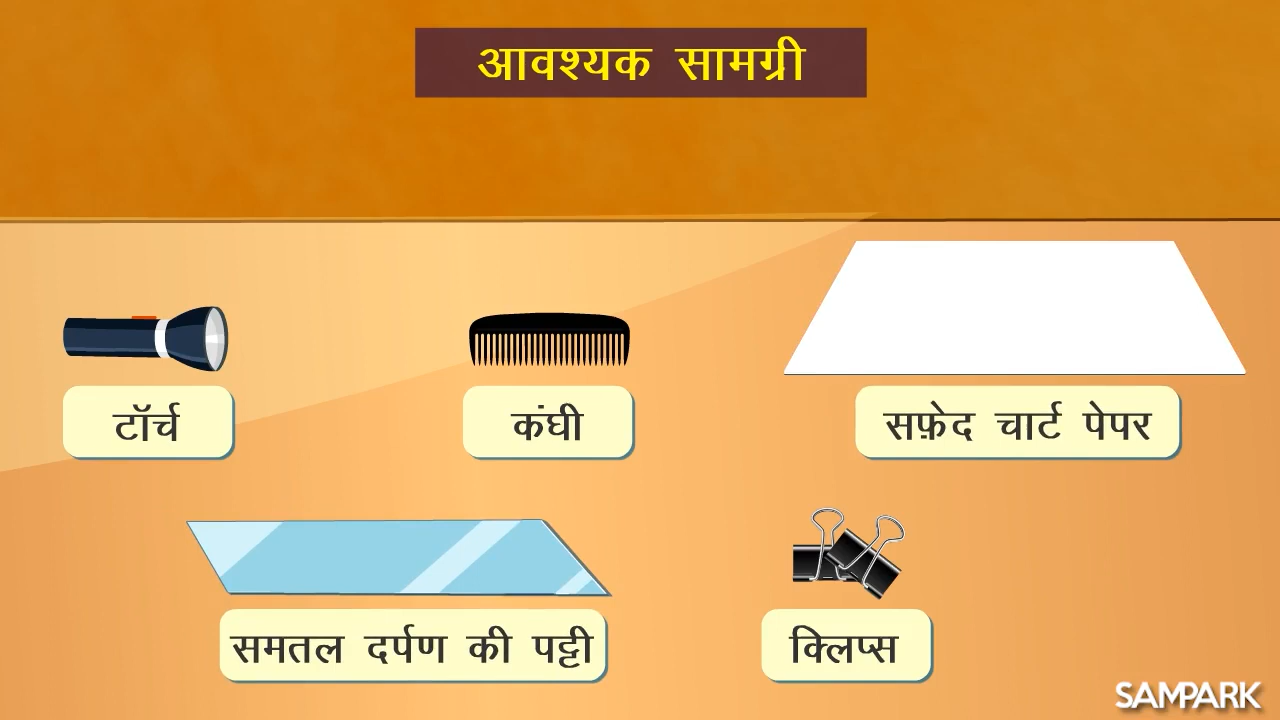 आवश्यक सामग्री
टॉर्च
कंघी
सफ़ेद चार्ट पेपर
समतल दर्पण की पट्टी
क्लिप्स
SAMPARK